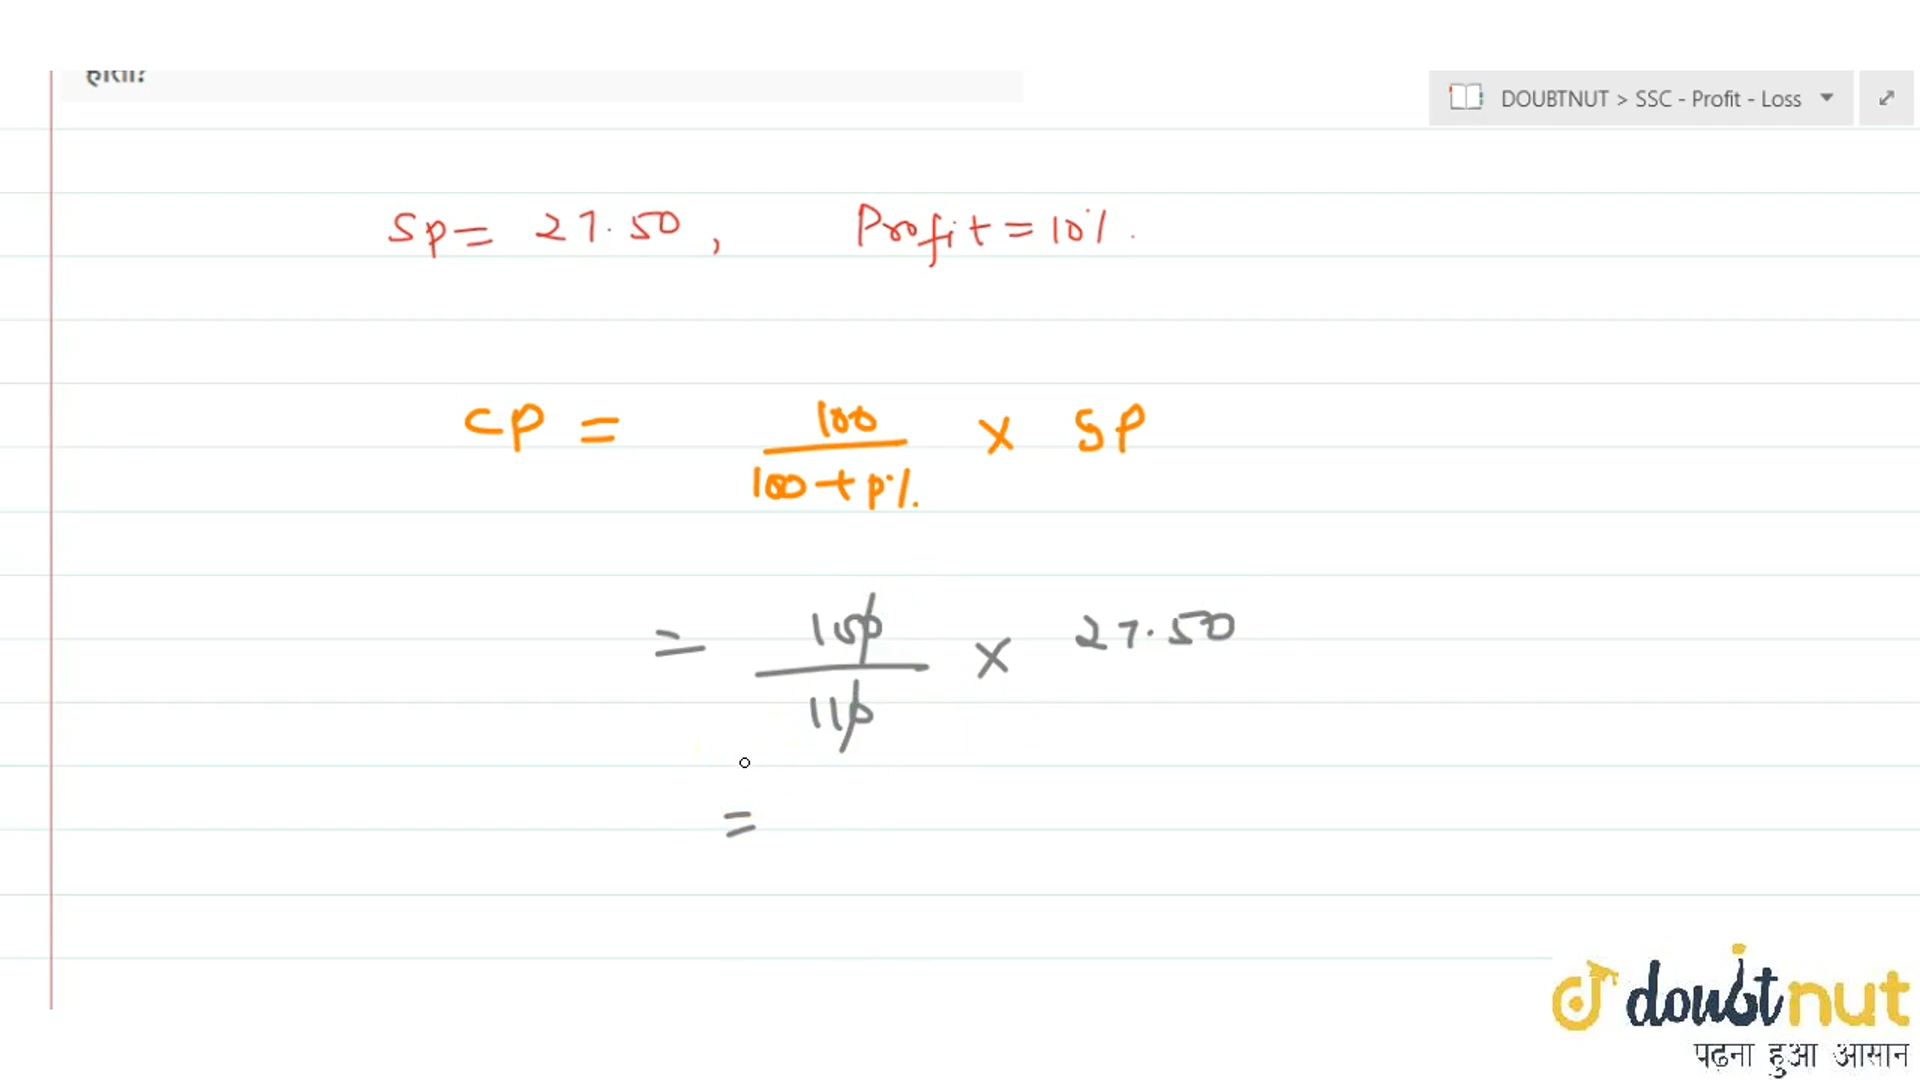 होता?
DOUBTNUT > SSC - Profit - Loss
SP = 27.50, Profit = 10%.
CP = 100 / 100 + P%. × SP
= 100 / 110 × 27.50
=
doubtnut
पढ़ना हुआ आसान